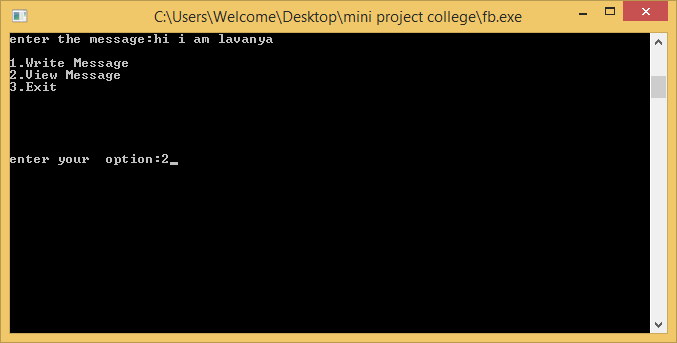 C:\Users\Welcome\Desktop\mini project college\fb.exe
enter the message:hi i am lavanya
1.Write Message
2.View Message
3.Exit
enter your  option:2_